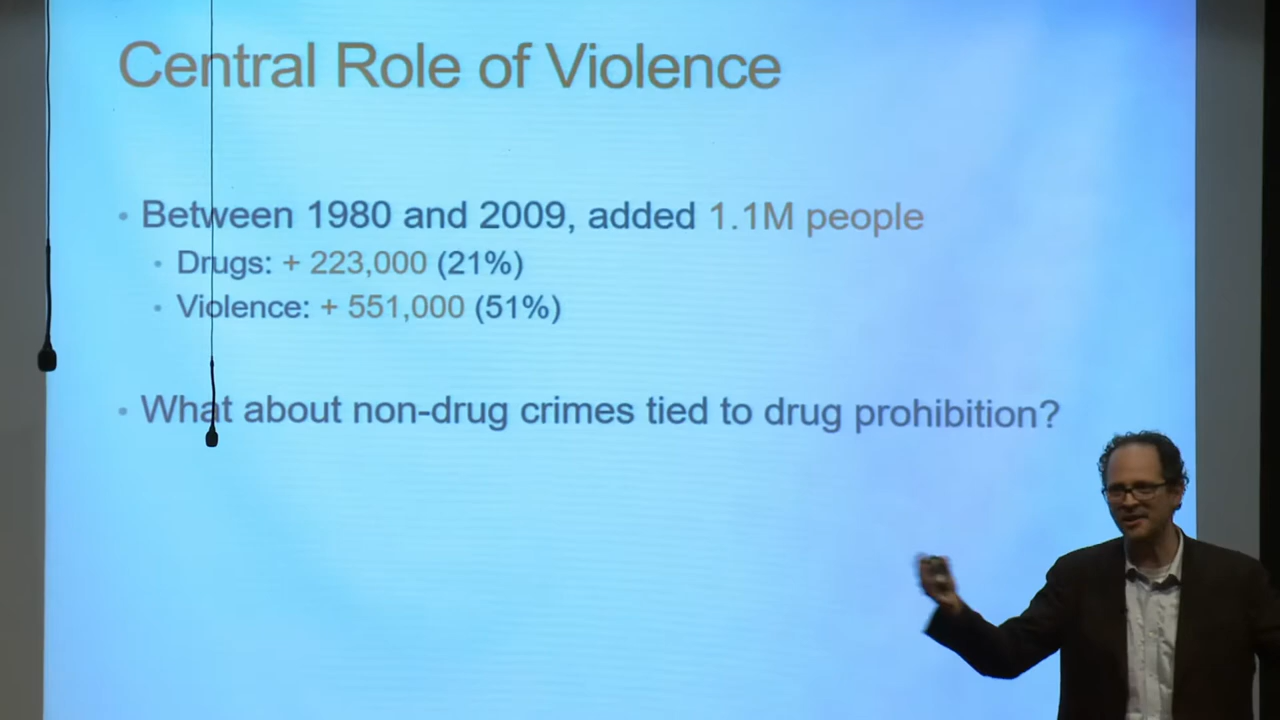 Central Role of Violence
• Between 1980 and 2009, added 1.1M people
• Drugs: + 223,000 (21%)
• Violence: + 551,000 (51%)
• What about non-drug crimes tied to drug prohibition?